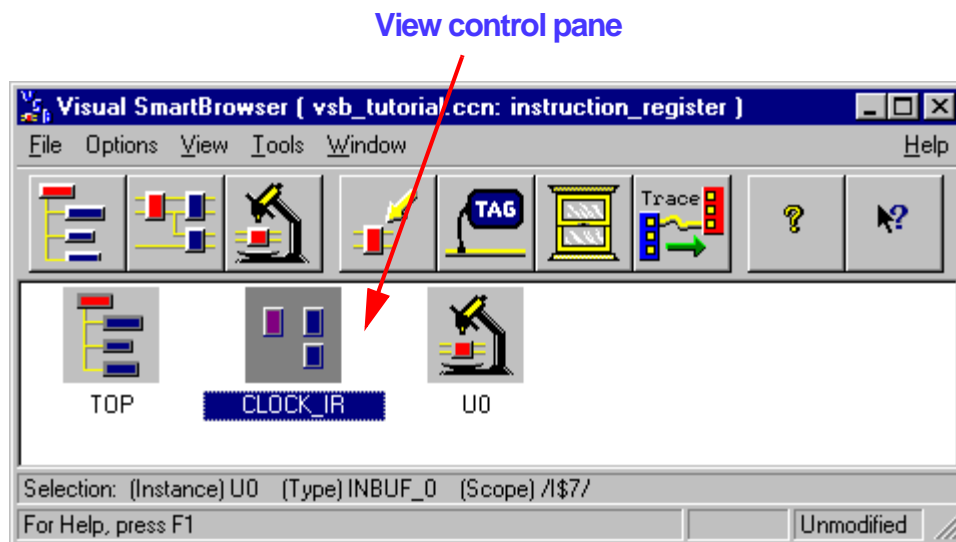 View control pane
Visual SmartBrowser ( vsb_tutorial.ccn: instruction_register )
File Options View Tools Window Help
TAG
Trace
? ?
TOP CLOCK_IR U0
Selection: (Instance) U0 (Type) INBUF_0 (Scope) /I$7/
For Help, press F1 Unmodified